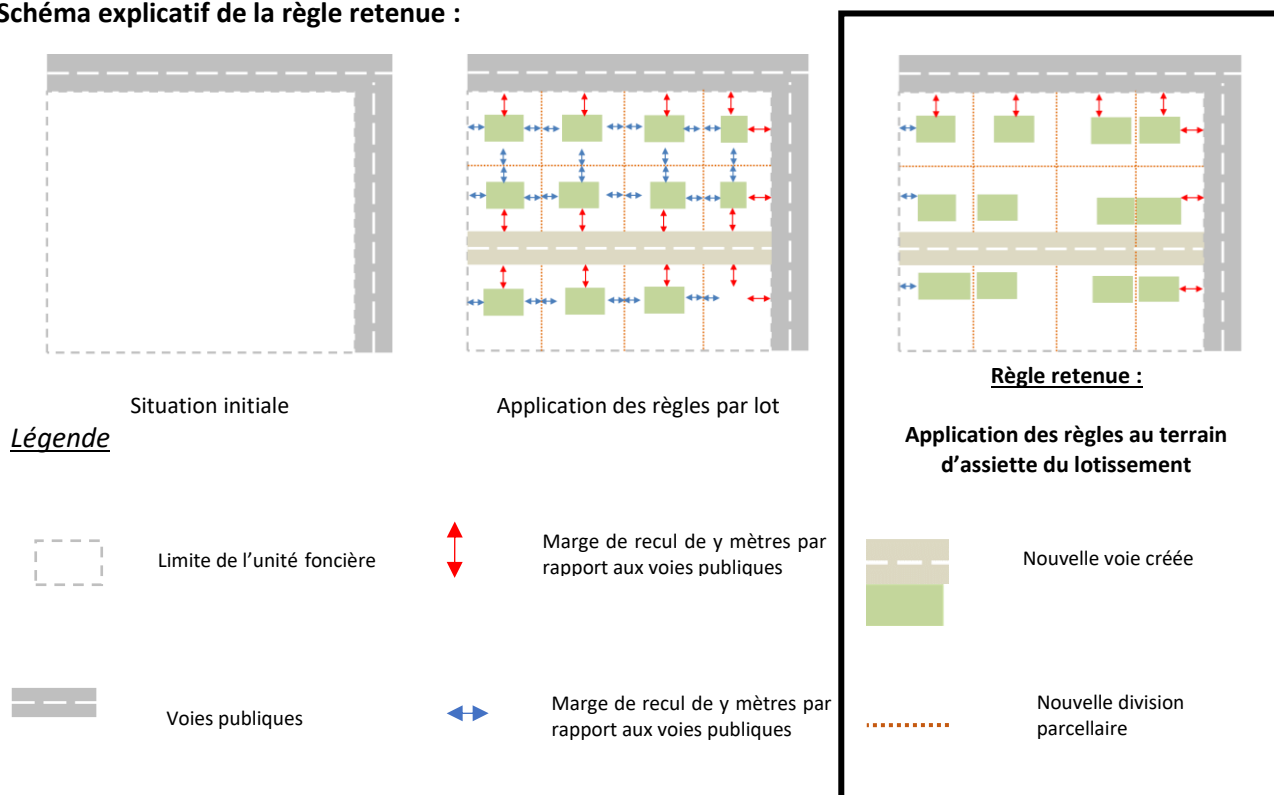 Schéma explicatif de la règle retenue :
Situation initiale
Application des règles par lot
Règle retenue :
Application des règles au terrain
d'assiette du lotissement
Légende
Limite de l'unité foncière
Marge de recul de y mètres par
rapport aux voies publiques
Nouvelle voie créée
Voies publiques
Marge de recul de y mètres par
rapport aux voies publiques
Nouvelle division
parcellaire